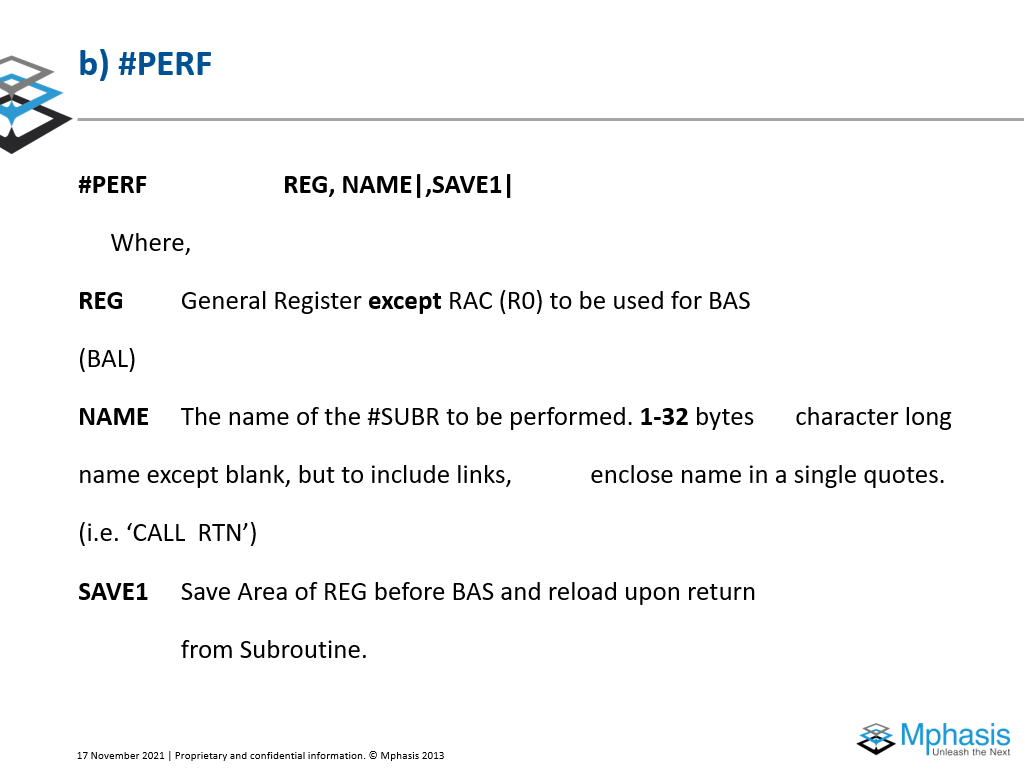 b) #PERF
#PERF REG, NAME|,SAVE1|
Where,
REG General Register except RAC (R0) to be used for BAS
(BAL)
NAME The name of the #SUBR to be performed. 1-32 bytes character long
name except blank, but to include links, enclose name in a single quotes.
(i.e. ‘CALL RTN’)
SAVE1 Save Area of REG before BAS and reload upon return
from Subroutine.
17 November 2021 | Proprietary and confidential information. © Mphasis 2013
Mphasis
Unleash the Next